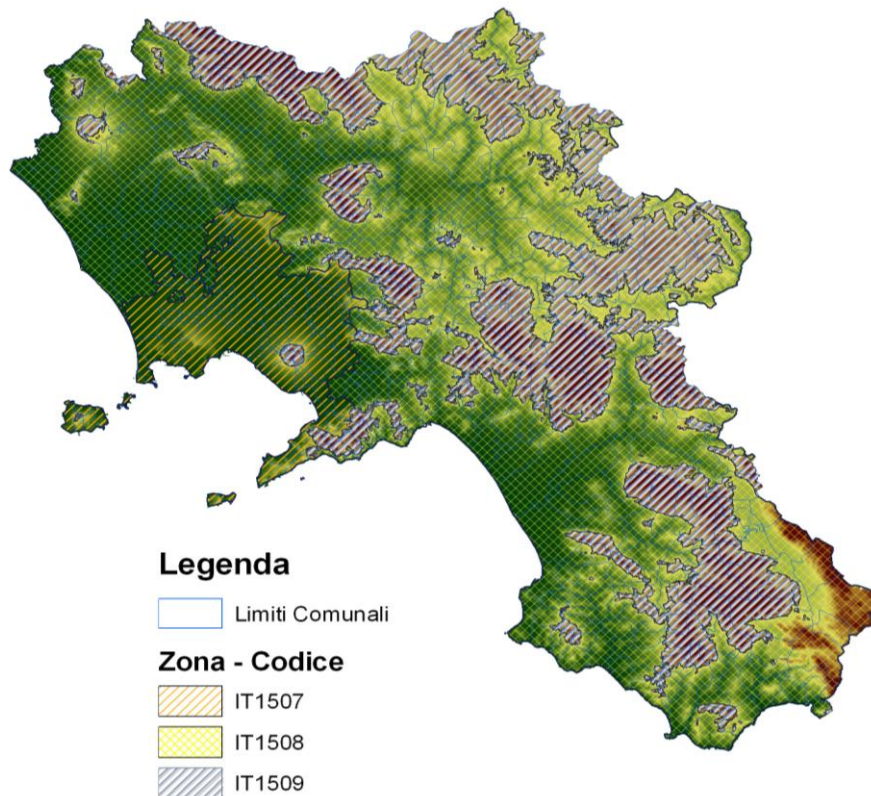 Legenda
Limiti Comunali
Zona - Codice
IT1507
IT1508
IT1509